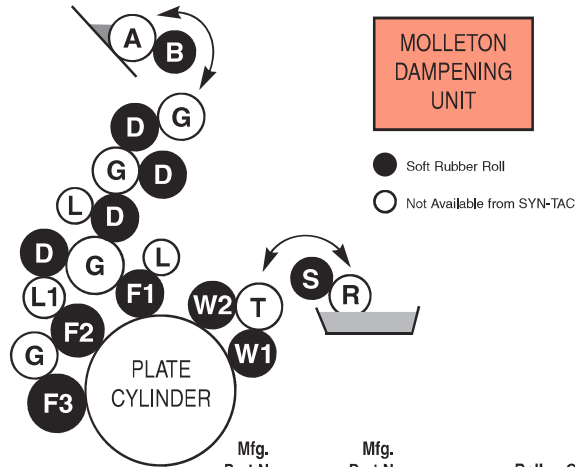 A
B
MOLLETON
DAMPENING
UNIT
G
D
G
D
Soft Rubber Roll
L
D
Not Available from SYN-TAC
D
G
L
L1
F1
S
R
W2
T
F2
G
W1
PLATE
CYLINDER
F3
Mfg.
Mfg.